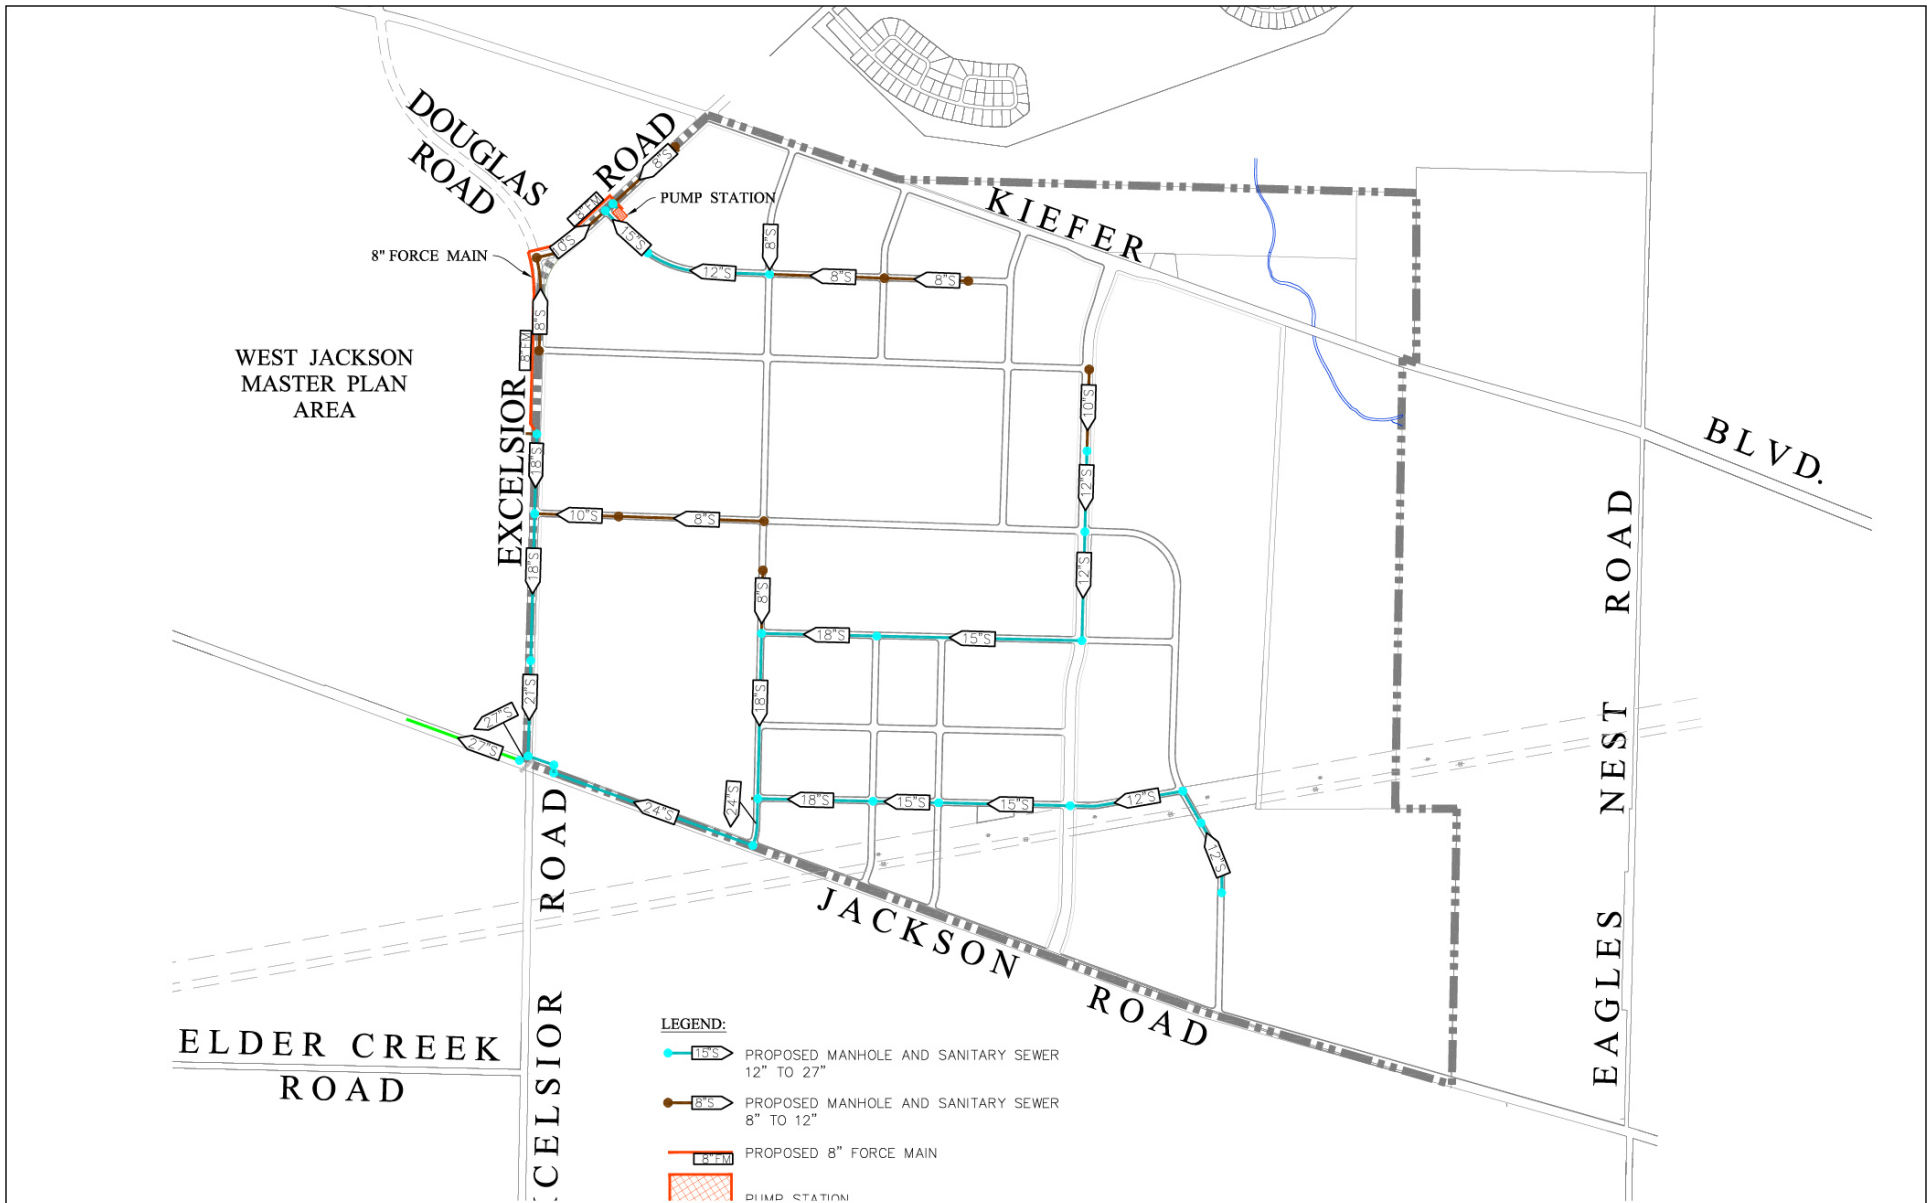 DOUGLAS
ROAD
ROAD
8"S
PUMP STATION
8"FM
10"S
15"S
8"S
KIEFER
8" FORCE MAIN
12"S
8"S
8"S
8"S
8"FM
WEST JACKSON
MASTER PLAN
AREA
EXCELSIOR
10"S
BLVD.
18"S
12"S
10"S
8"S
18"S
12"S
8"S
18"S
15"S
ROAD
21"S
18"S
27"S
27"S
NEST
24"S
24"S
18"S
15"S
15"S
12"S
12"S
ROAD
JACKSON
ROAD
EAGLES
ELDER CREEK
ROAD
EXCELSIOR
LEGEND:
15"S
PROPOSED MANHOLE AND SANITARY SEWER
12" TO 27"
8"S
PROPOSED MANHOLE AND SANITARY SEWER
8" TO 12"
8"FM
PROPOSED 8" FORCE MAIN
PUMP STATION